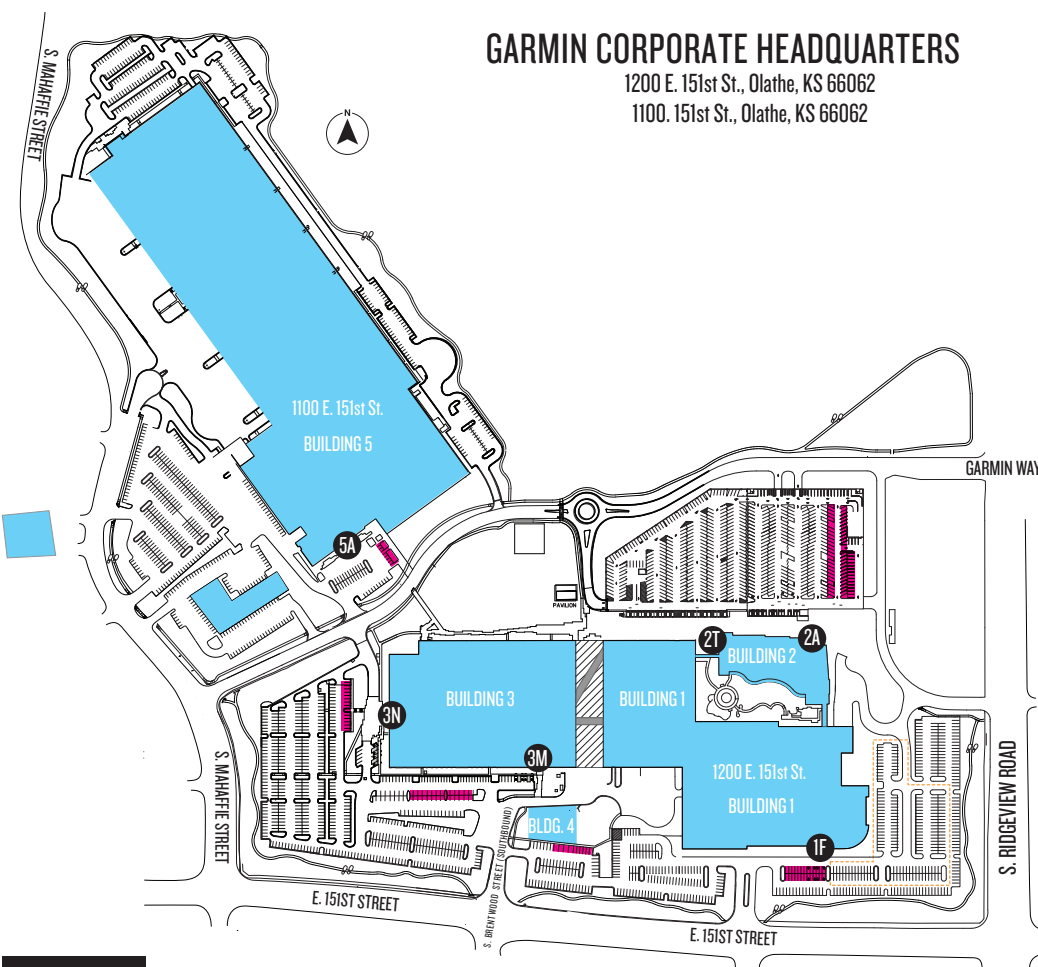 GARMIN CORPORATE HEADQUARTERS
1200 E. 151st St., Olathe, KS 66062
1100. 151st St., Olathe, KS 66062
S. MAHAFFIE STREET
N
1100 E. 151st St.
BUILDING 5
GARMIN WAY
5A
PAVILION
2T
2A
BUILDING 2
BUILDING 3
BUILDING 1
3N
3M
1200 E. 151st St.
BUILDING 1
S. MAHAFFIE STREET
BLDG. 4
1F
S. RIDGEVIEW ROAD
S. BRENTWOOD STREET (SOUTHBOUND)
E. 151ST STREET
E. 151ST STREET